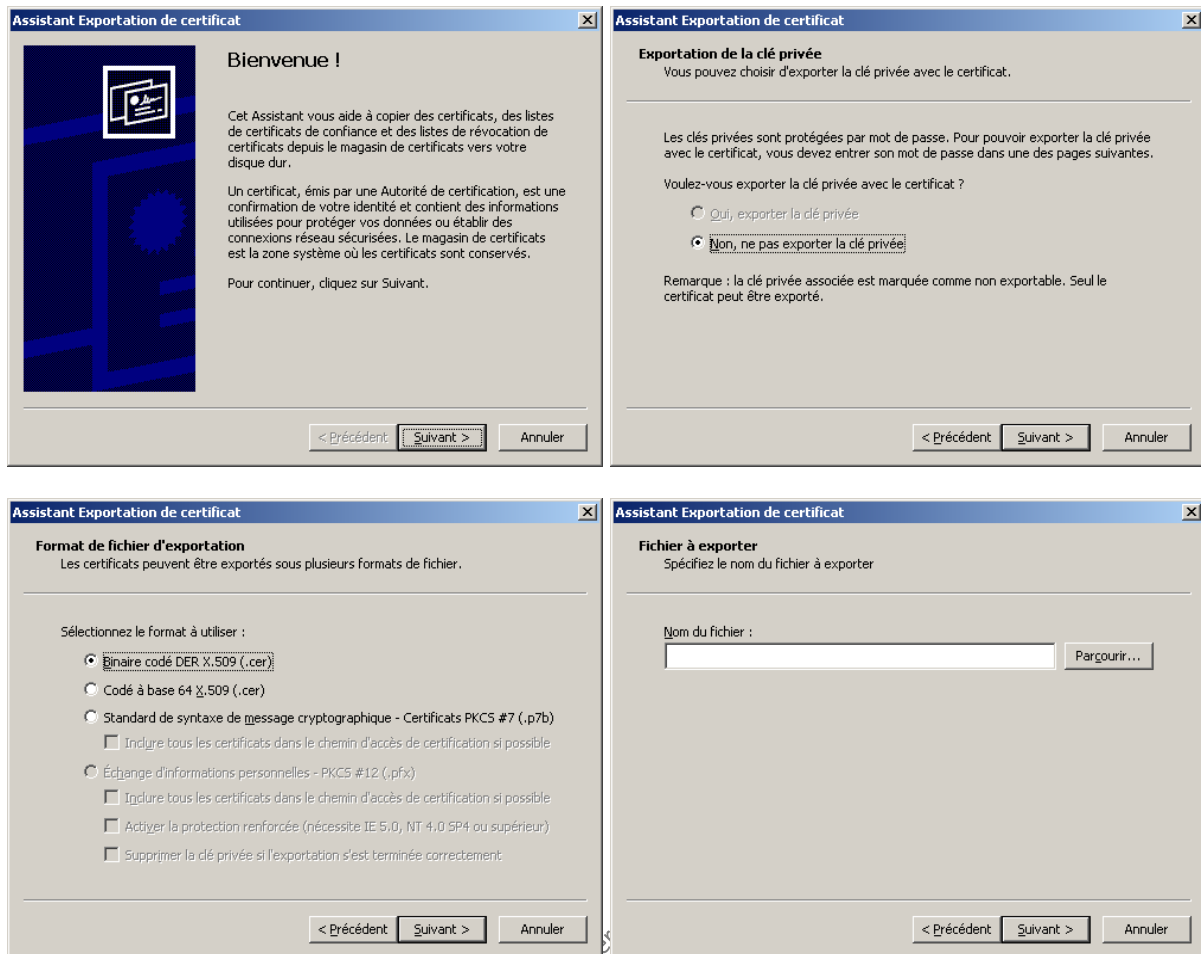 Assistant Exportation de certificat
Bienvenue !
Cet Assistant vous aide à copier des certificats, des listes
de certificats de confiance et des listes de révocation de
certificats depuis le magasin de certificats vers votre
disque dur.
Un certificat, émis par une Autorité de certification, est une
confirmation de votre identité et contient des informations
utilisées pour protéger vos données ou établir des
connexions réseau sécurisées. Le magasin de certificats
est la zone système où les certificats sont conservés.
Pour continuer, cliquez sur Suivant.
< Précédent Suivant > Annuler
Assistant Exportation de certificat
Exportation de la clé privée
Vous pouvez choisir d'exporter la clé privée avec le certificat.
Les clés privées sont protégées par mot de passe. Pour pouvoir exporter la clé privée
avec le certificat, vous devez entrer son mot de passe dans une des pages suivantes.
Voulez-vous exporter la clé privée avec le certificat ?
Oui, exporter la clé privée
Non, ne pas exporter la clé privée
Remarque : la clé privée associée est marquée comme non exportable. Seul le
certificat peut être exporté.
< Précédent Suivant > Annuler
Assistant Exportation de certificat
Format de fichier d'exportation
Les certificats peuvent être exportés sous plusieurs formats de fichier.
Sélectionnez le format à utiliser :
Binaire codé DER X.509 (.cer)
Codé à base 64 X.509 (.cer)
Standard de syntaxe de message cryptographique - Certificats PKCS #7 (.p7b)
Inclure tous les certificats dans le chemin d'accès de certification si possible
Échange d'informations personnelles - PKCS #12 (.pfx)
Inclure tous les certificats dans le chemin d'accès de certification si possible
Activer la protection renforcée (nécessite IE 5.0, NT 4.0 SP4 ou supérieur)
Supprimer la clé privée si l'exportation s'est terminée correctement
< Précédent Suivant > Annuler
Assistant Exportation de certificat
Fichier à exporter
Spécifiez le nom du fichier à exporter
Nom du fichier :
Parcourir...
< Précédent Suivant > Annuler